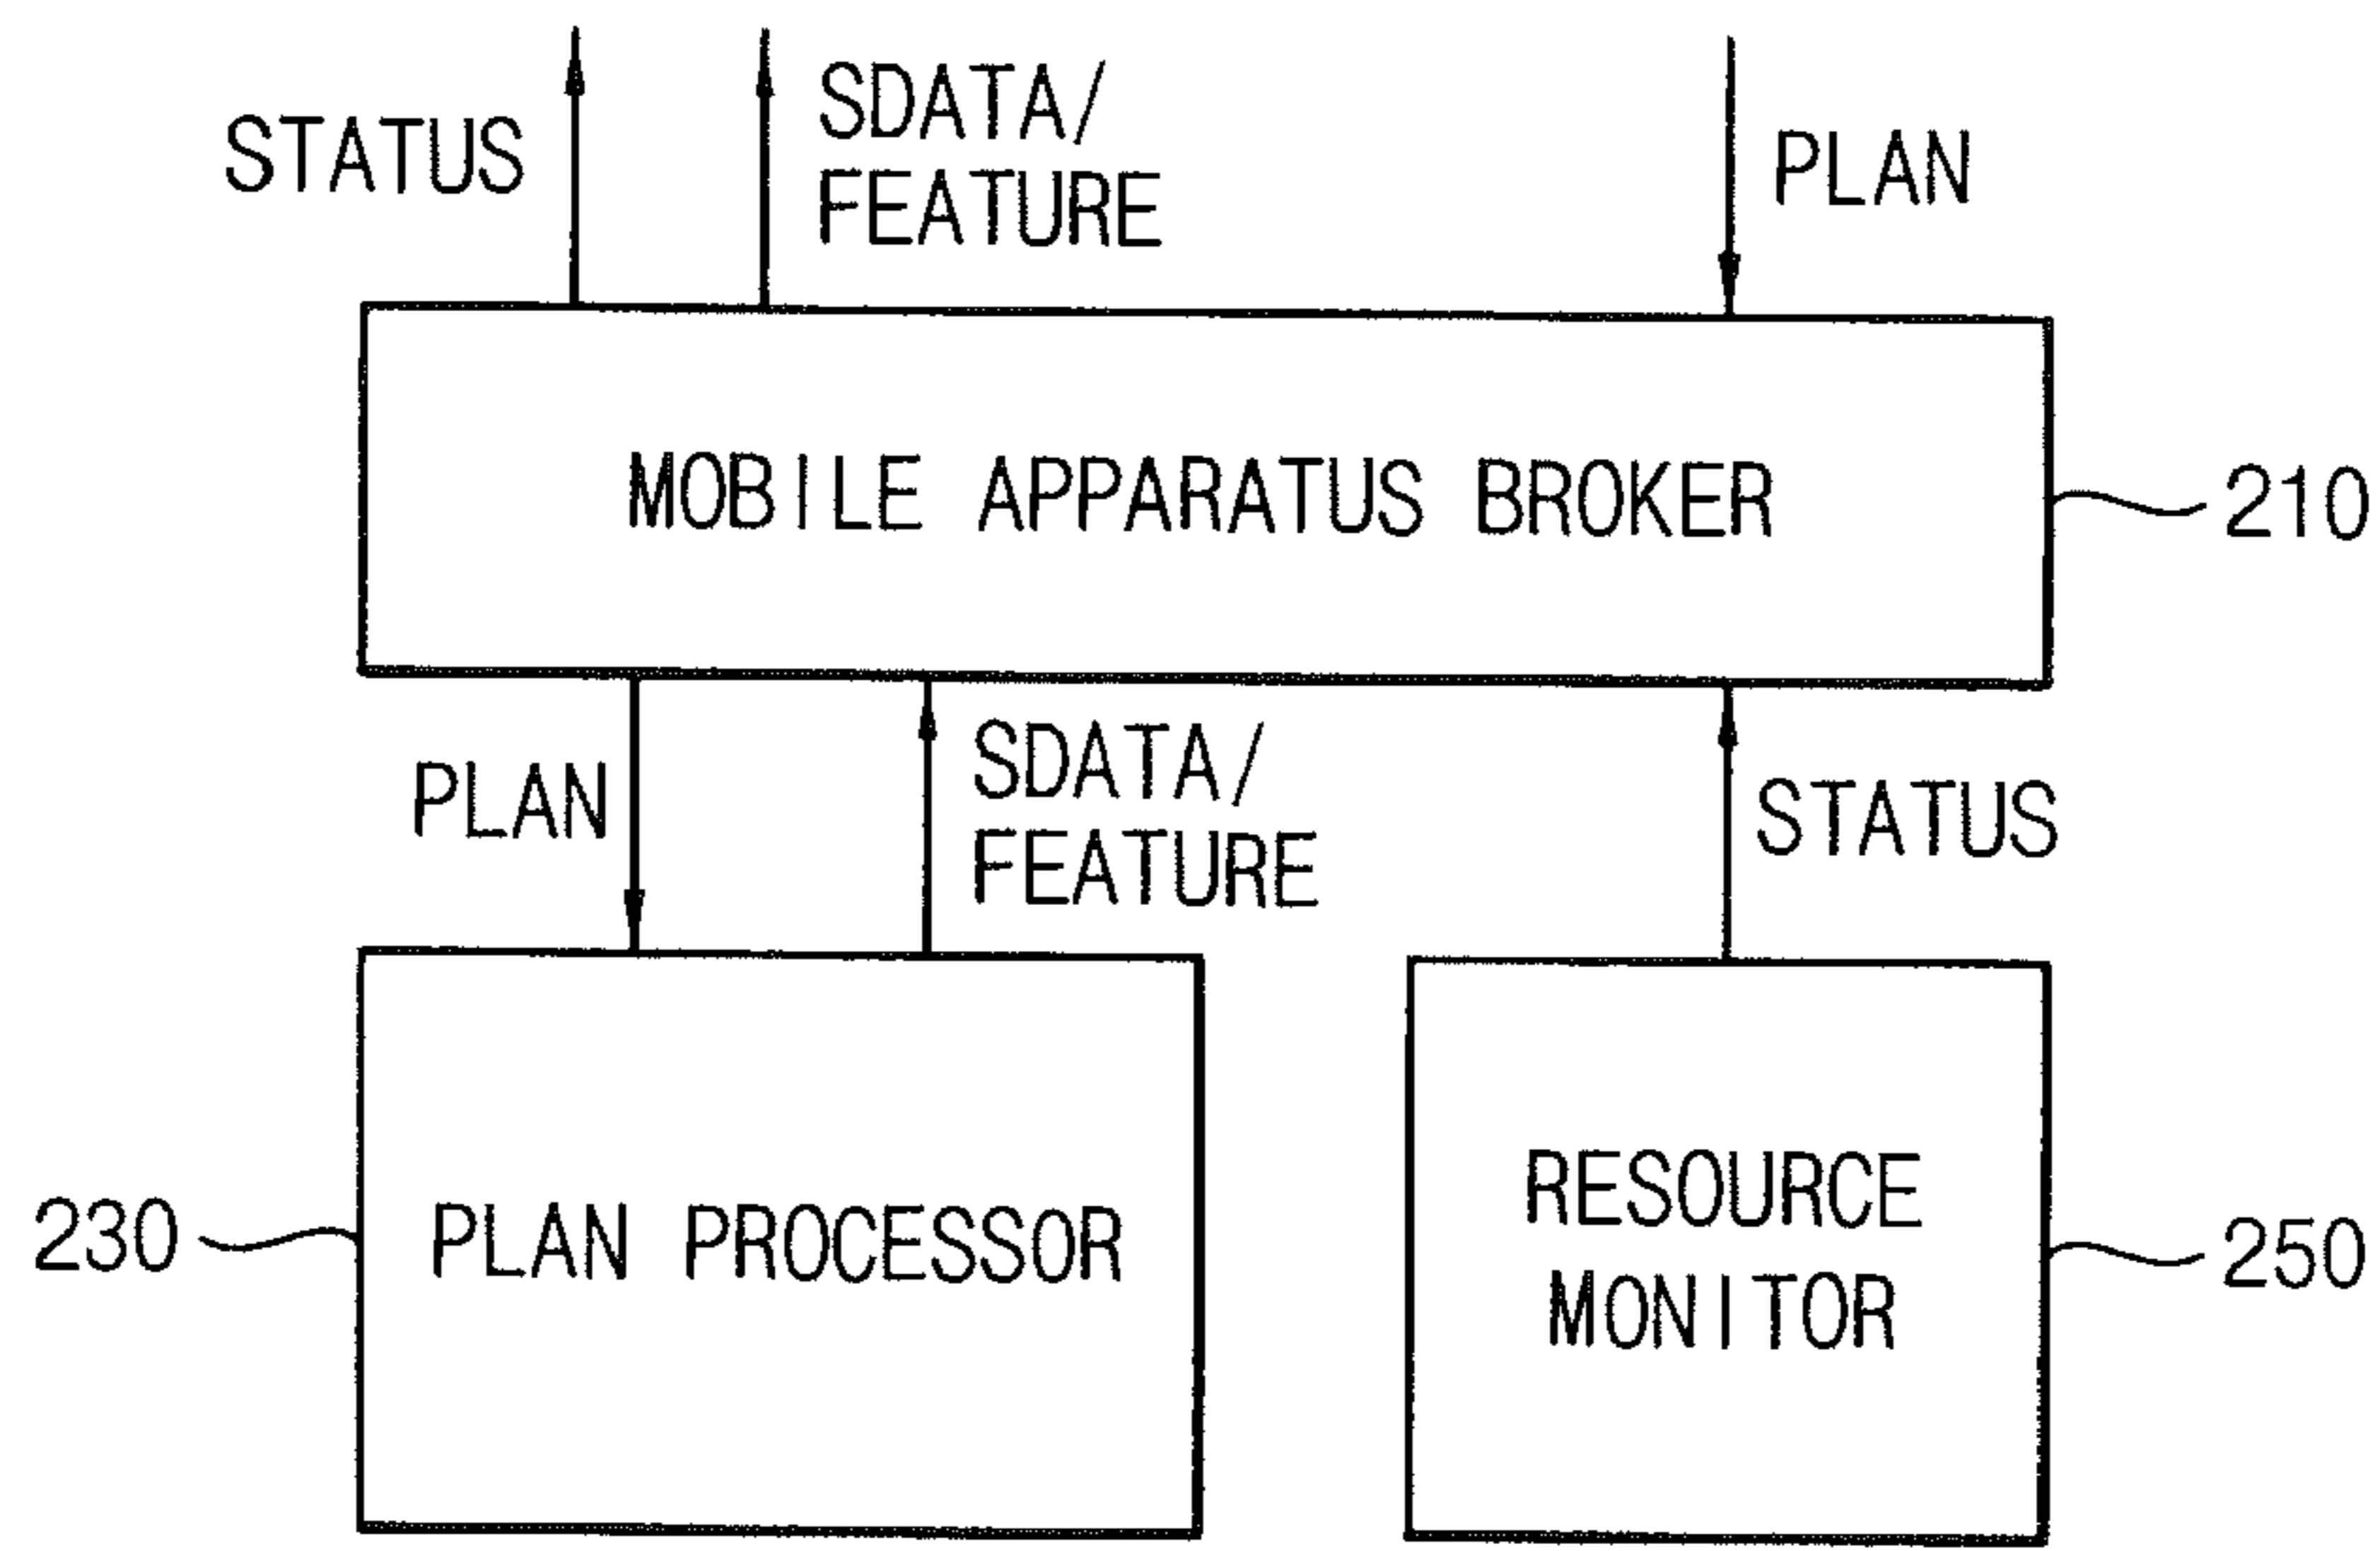 STATUS
SDATA/
FEATURE
PLAN
MOBILE APPARATUS BROKER
210
PLAN
SDATA/
FEATURE
STATUS
230
PLAN PROCESSOR
RESOURCE
MONITOR
250